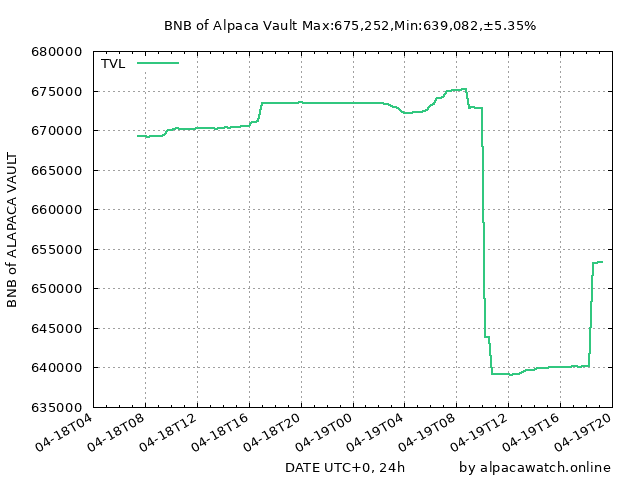 BNB of Alpaca Vault Max:675,252,Min:639,082,±5.35%
680000
TVL
675000
670000
665000
660000
655000
650000
645000
640000
635000
BNB of ALAPACA VAULT
04-18T04
04-18T08
04-18T12
04-18T16
04-18T20
04-19T00
04-19T04
04-19T08
04-19T12
04-19T16
04-19T20
DATE UTC+0, 24h
by alpacawatch.online